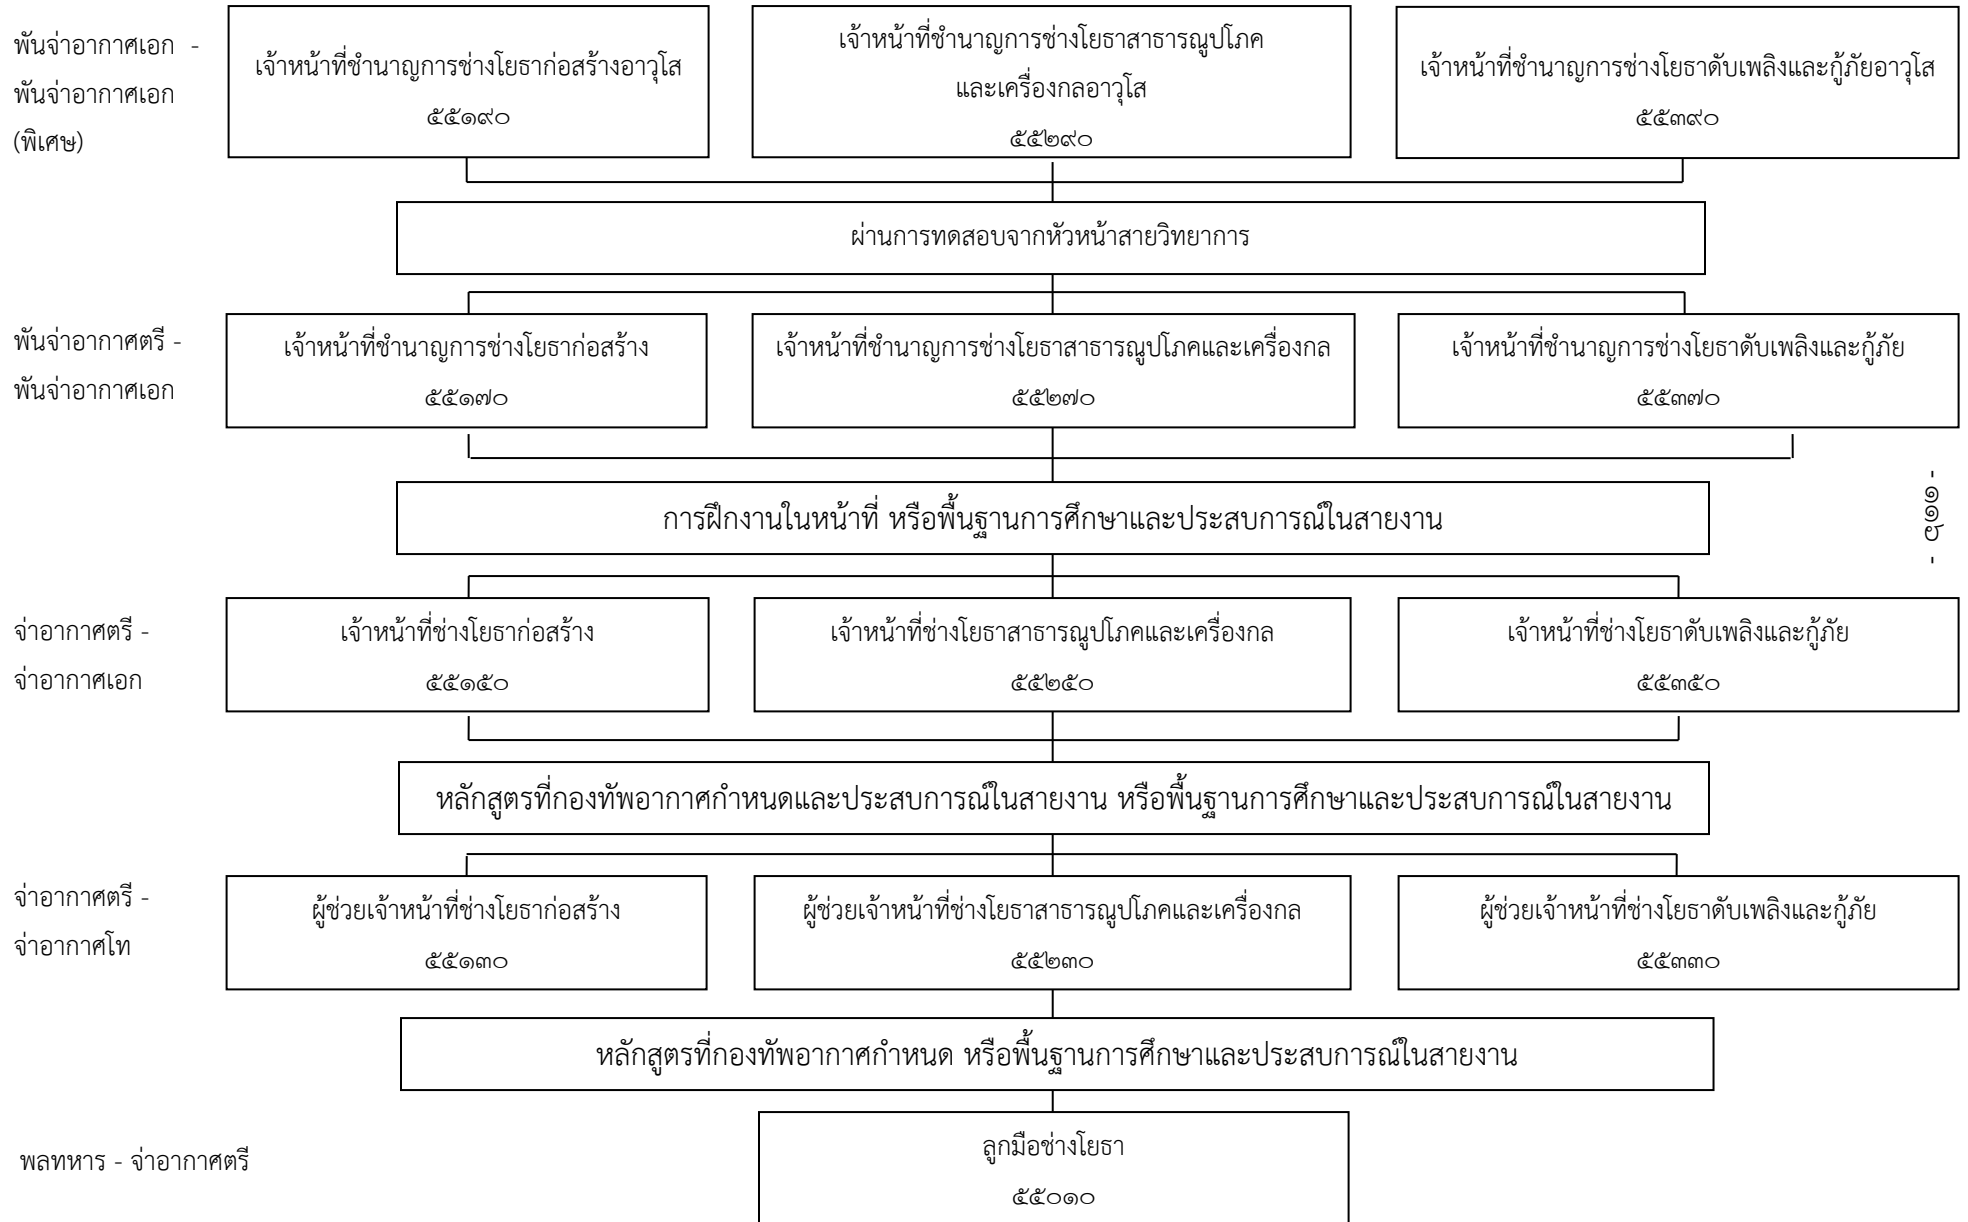 พันจ่าอากาศเอก -
พันจ่าอากาศเอก
(พิเศษ)
เจ้าหน้าที่ชำนาญการช่างโยธาก่อสร้างอาวุโส
๕๕๑๙๐
เจ้าหน้าที่ชำนาญการช่างโยธาสาธารณูปโภค
และเครื่องกลอาวุโส
๕๕๒๙๐
เจ้าหน้าที่ชำนาญการช่างโยธาดับเพลิงและกู้ภัยอาวุโส
๕๕๓๙๐
ผ่านการทดสอบจากหัวหน้าสายวิทยาการ
พันจ่าอากาศตรี -
พันจ่าอากาศเอก
เจ้าหน้าที่ชำนาญการช่างโยธาก่อสร้าง
๕๕๑๗๐
เจ้าหน้าที่ชำนาญการช่างโยธาสาธารณูปโภคและเครื่องกล
๕๕๒๗๐
เจ้าหน้าที่ชำนาญการช่างโยธาดับเพลิงและกู้ภัย
๕๕๓๗๐
- ๑๑๖ -
การฝึกงานในหน้าที่ หรือพื้นฐานการศึกษาและประสบการณ์ในสายงาน
จ่าอากาศตรี -
จ่าอากาศเอก
เจ้าหน้าที่ช่างโยธาก่อสร้าง
๕๕๑๕๐
เจ้าหน้าที่ช่างโยธาสาธารณูปโภคและเครื่องกล
๕๕๒๕๐
เจ้าหน้าที่ช่างโยธาดับเพลิงและกู้ภัย
๕๕๓๕๐
หลักสูตรที่กองทัพอากาศกำหนดและประสบการณ์ในสายงาน หรือพื้นฐานการศึกษาและประสบการณ์ในสายงาน
จ่าอากาศตรี -
จ่าอากาศโท
ผู้ช่วยเจ้าหน้าที่ช่างโยธาก่อสร้าง
๕๕๑๓๐
ผู้ช่วยเจ้าหน้าที่ช่างโยธาสาธารณูปโภคและเครื่องกล
๕๕๒๓๐
ผู้ช่วยเจ้าหน้าที่ช่างโยธาดับเพลิงและกู้ภัย
๕๕๓๓๐
หลักสูตรที่กองทัพอากาศกำหนด หรือพื้นฐานการศึกษาและประสบการณ์ในสายงาน
พลทหาร - จ่าอากาศตรี
ลูกมือช่างโยธา
๕๕๐๑๐